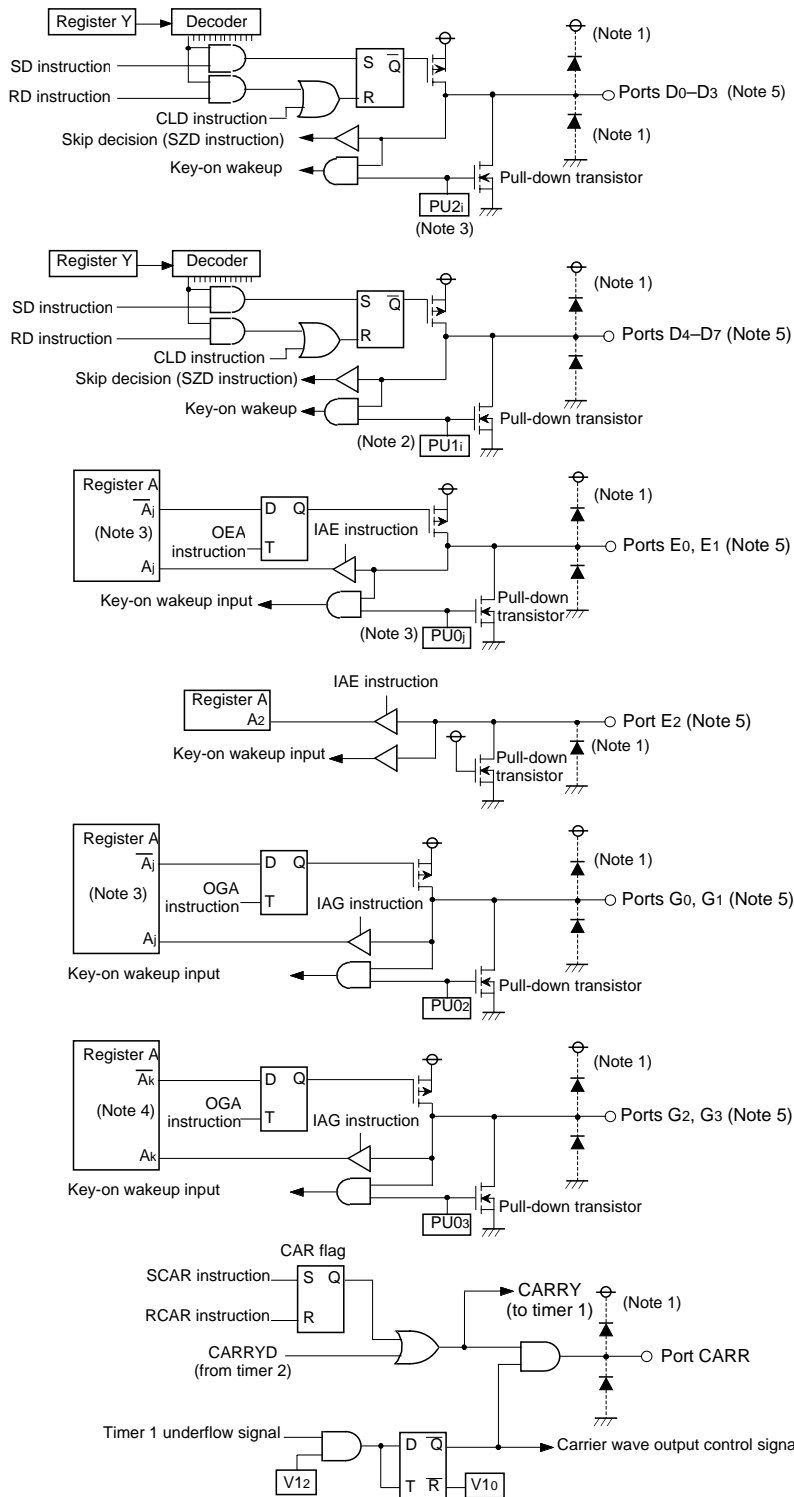 Register Y
Decoder
(Note 1)
S Q
SD instruction
Ports D0–D3 (Note 5)
RD instruction
R
CLD instruction
Skip decision (SZD instruction)
(Note 1)
Key-on wakeup
Pull-down transistor
PU2i
(Note 3)
Register Y
Decoder
(Note 1)
S Q
SD instruction
Ports D4–D7 (Note 5)
RD instruction
R
CLD instruction
Skip decision (SZD instruction)
Key-on wakeup
Pull-down transistor
(Note 2)
PU1i
Register A
(Note 1)
Aj
D Q
(Note 3)
OEA
instruction
T
IAE instruction
Ports E0, E1 (Note 5)
Aj
Key-on wakeup input
Pull-down
transistor
(Note 3)
PU0j
IAE instruction
Register A
A2
Port E2 (Note 5)
(Note 1)
Key-on wakeup input
Pull-down
transistor
Register A
(Note 1)
Aj
D Q
(Note 3)
OGA
instruction
T
IAG instruction
Ports G0, G1 (Note 5)
Aj
Key-on wakeup input
Pull-down transistor
PU02
Register A
(Note 1)
Ak
D Q
(Note 4)
OGA
instruction
T
IAG instruction
Ports G2, G3 (Note 5)
Ak
Key-on wakeup input
Pull-down transistor
PU03
CAR flag
SCAR instruction
S Q
CARRY
(to timer 1)
(Note 1)
RCAR instruction
R
CARRYD
(from timer 2)
Port CARR
Timer 1 underflow signal
D Q
Carrier wave output control signa
V12
T R
V10